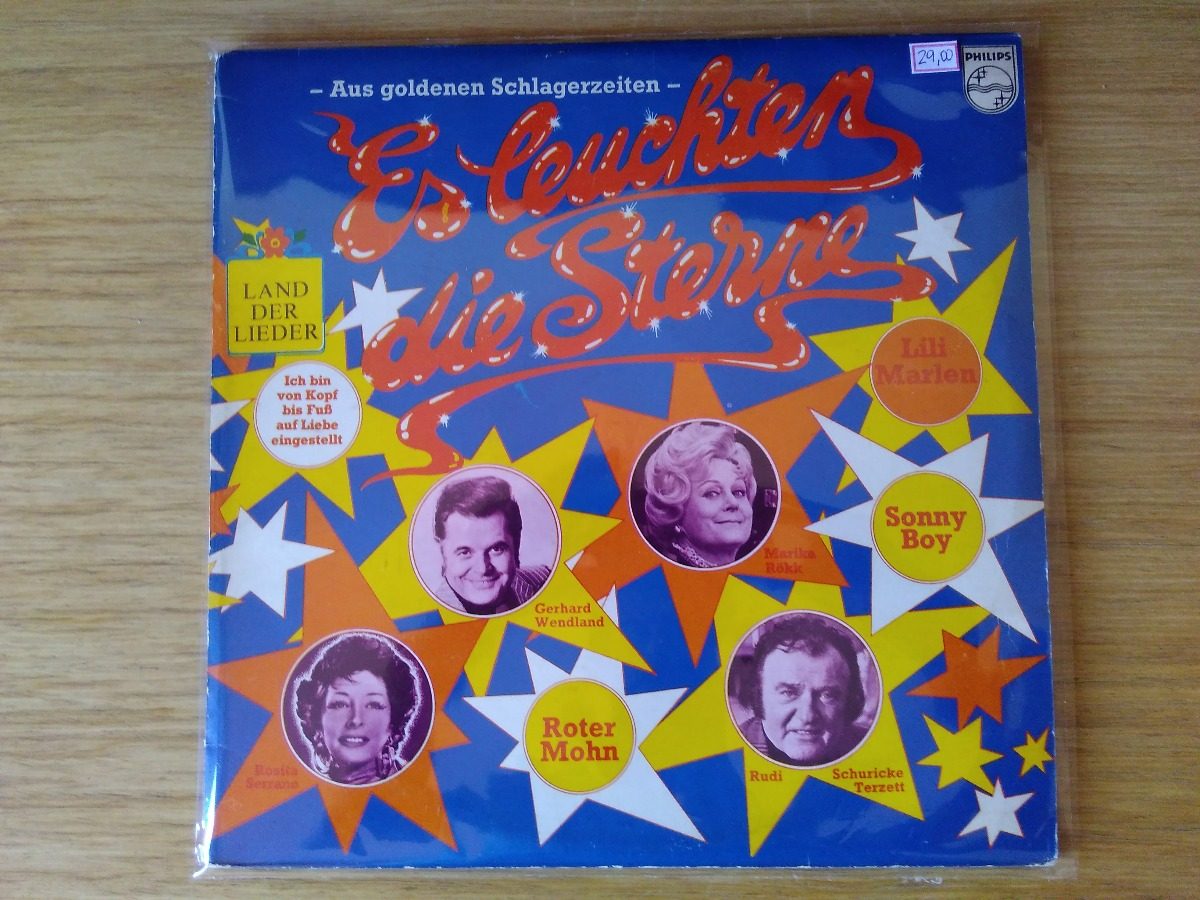 – Aus goldenen Schlagerzeiten –
29,00
PHILIPS
Es leuchten
die Sterne
LAND
DER
LIEDER
Ich bin
von Kopf
bis Fuß
auf Liebe
eingestellt
Lili
Marlen
Marika
Rökk
Sonny
Boy
Gerhard
Wendland
Rosita
Serrano
Roter
Mohn
Rudi Schuricke
Terzett